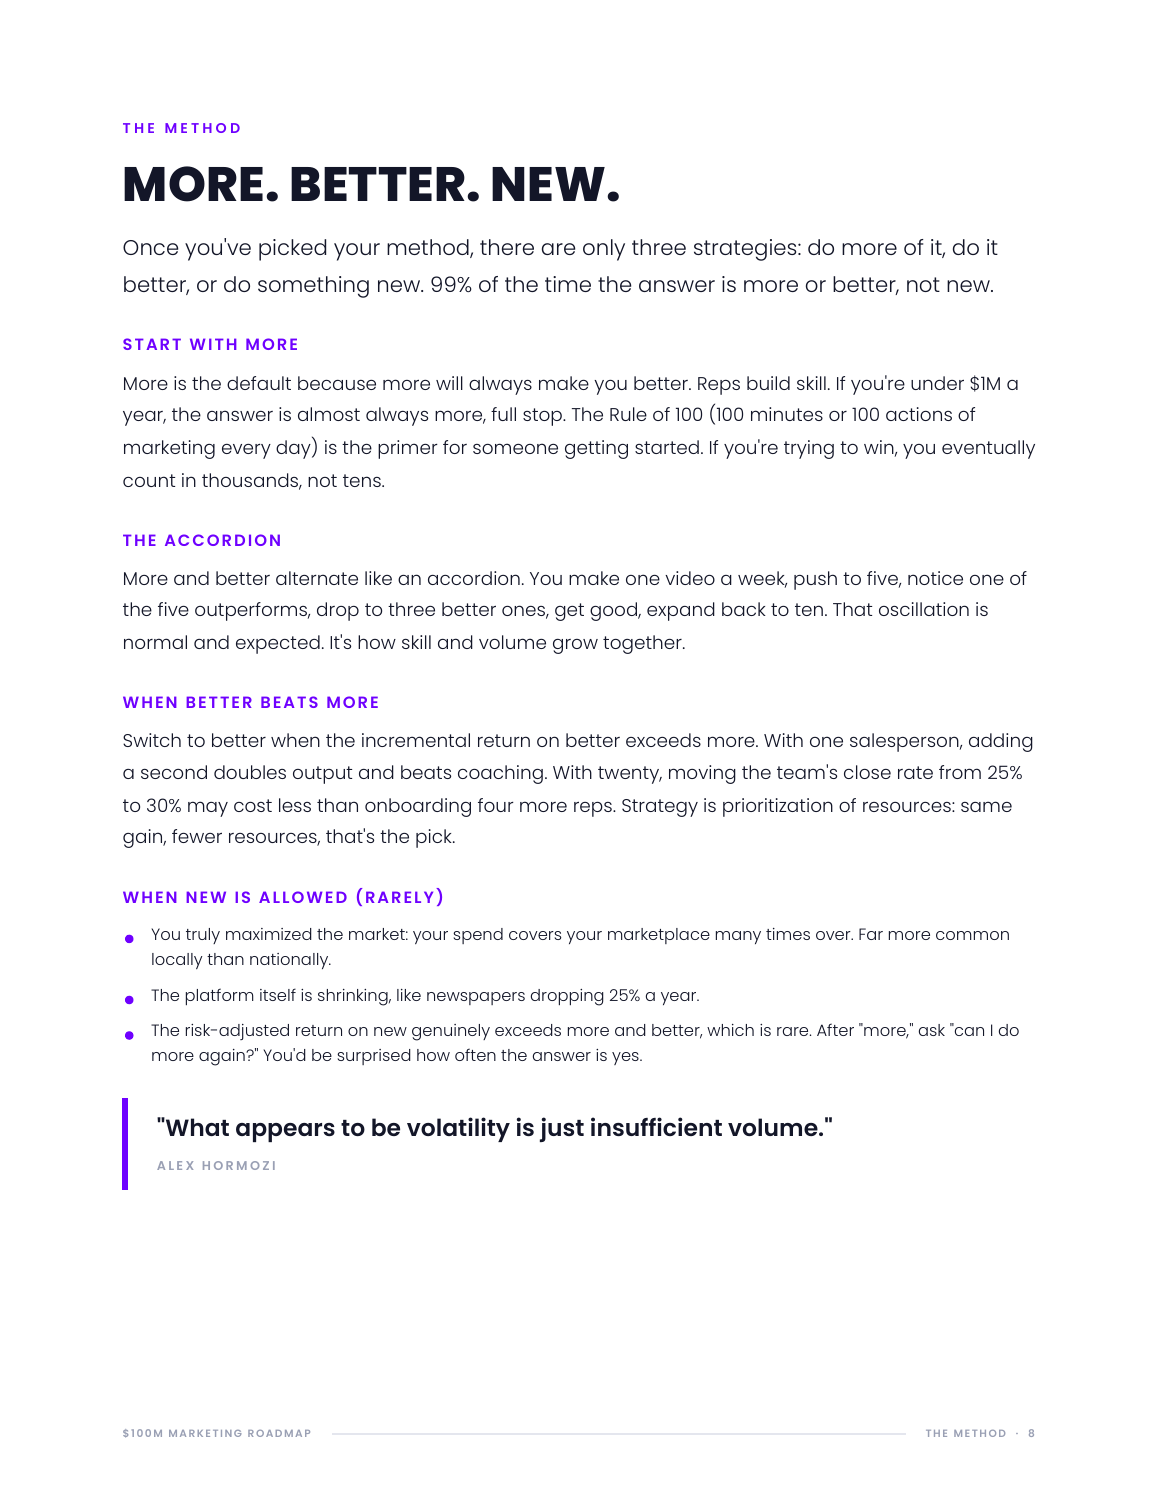 THE METHOD
MORE. BETTER. NEW.
Once you've picked your method, there are only three strategies: do more of it, do it
better, or do something new. 99% of the time the answer is more or better, not new.
START WITH MORE
More is the default because more will always make you better. Reps build skill. If you're under $1M a
year, the answer is almost always more, full stop. The Rule of 100 (100 minutes or 100 actions of
marketing every day) is the primer for someone getting started. If you're trying to win, you eventually
count in thousands, not tens.
THE ACCORDION
More and better alternate like an accordion. You make one video a week, push to five, notice one of
the five outperforms, drop to three better ones, get good, expand back to ten. That oscillation is
normal and expected. It's how skill and volume grow together.
WHEN BETTER BEATS MORE
Switch to better when the incremental return on better exceeds more. With one salesperson, adding
a second doubles output and beats coaching. With twenty, moving the team's close rate from 25%
to 30% may cost less than onboarding four more reps. Strategy is prioritization of resources: same
gain, fewer resources, that's the pick.
WHEN NEW IS ALLOWED (RARELY)
● You truly maximized the market: your spend covers your marketplace many times over. Far more common
locally than nationally.
● The platform itself is shrinking, like newspapers dropping 25% a year.
● The risk-adjusted return on new genuinely exceeds more and better, which is rare. After "more," ask "can I do
more again?" You'd be surprised how often the answer is yes.
"What appears to be volatility is just insufficient volume."
ALEX HORMOZI
$100M MARKETING ROADMAP THE METHOD · 8